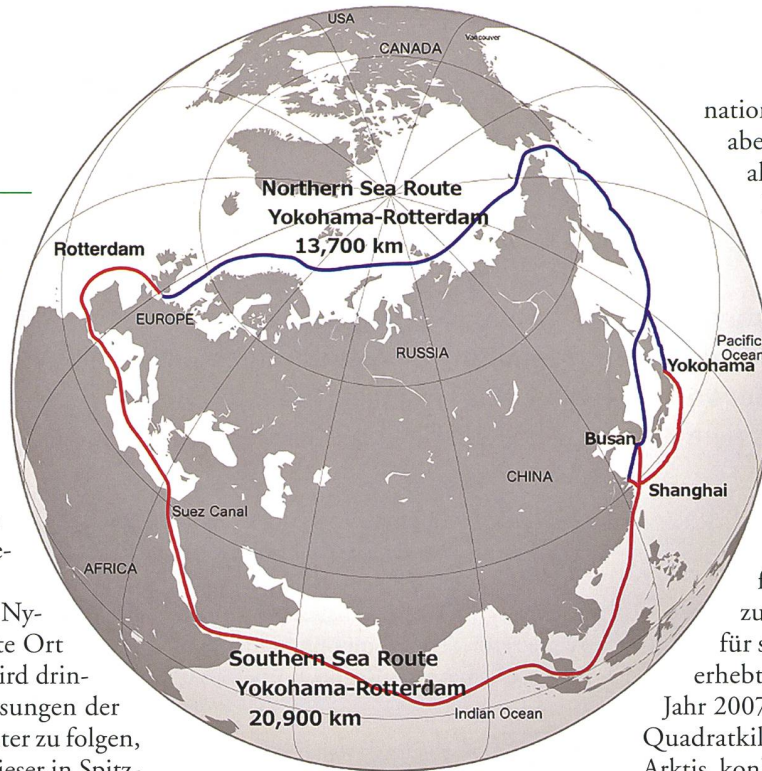 USA
Vancouver
CANADA
nation
abe
al
Northern Sea Route
Yokohama-Rotterdam
13,700 km
Rotterdam
EUROPE
RUSSIA
Pacific
Ocean
Yokohama
Busan
CHINA
Shanghai
Suez Canal
AFRICA
Southern Sea Route
Yokohama-Rotterdam
20,900 km
Indian Ocean
e-
Ny-
te Ort
ird drin-
sungen der
ter zu folgen,
f
zu
für s
erhebt
Jahr 2007
Quadratkil